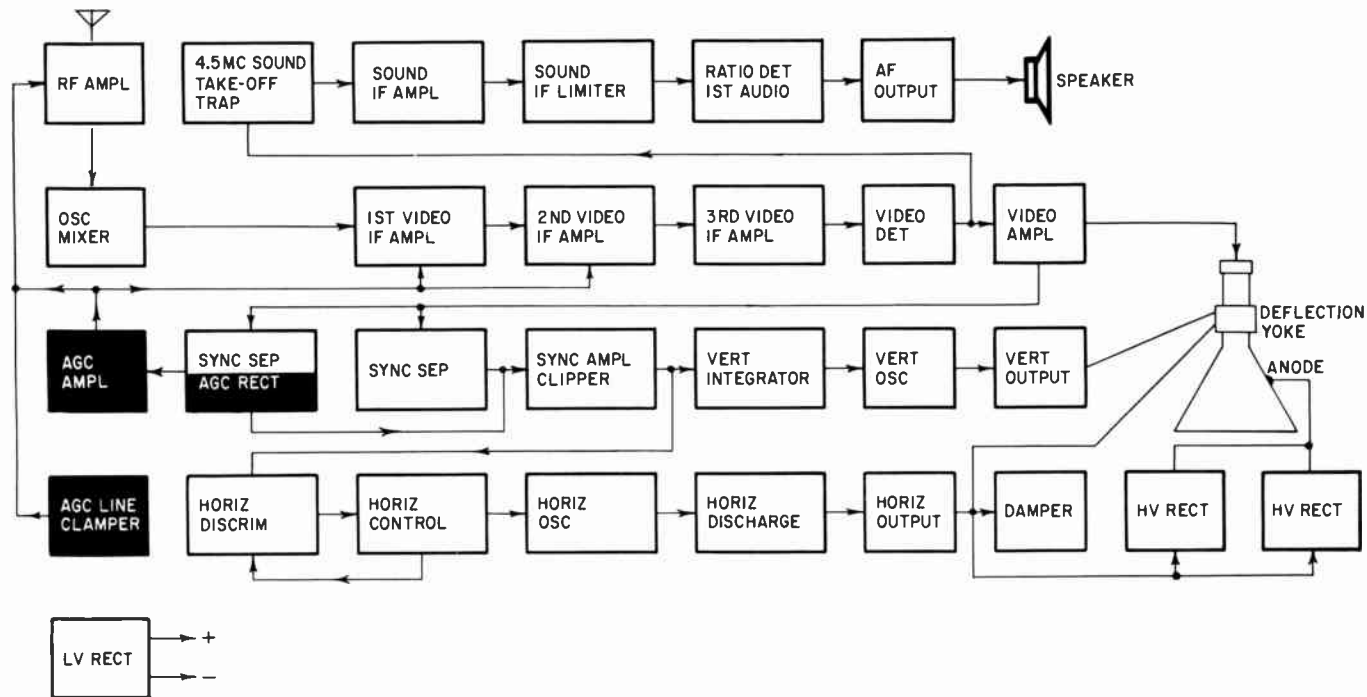 RF AMPL
4.5MC SOUND
TAKE-OFF
TRAP
SOUND
IF AMPL
SOUND
IF LIMITER
RATIO DET
1ST AUDIO
AF
OUTPUT
SPEAKER
OSC
MIXER
1ST VIDEO
IF AMPL
2ND VIDEO
IF AMPL
3RD VIDEO
IF AMPL
VIDEO
DET
VIDEO
AMPL
DEFLECTION
YOKE
ANODE
AGC
AMPL
SYNC SEP
AGC RECT
SYNC SEP
SYNC AMPL
CLIPPER
VERT
INTEGRATOR
VERT
OSC
VERT
OUTPUT
AGC LINE
CLAMPER
HORIZ
DISCRIM
HORIZ
CONTROL
HORIZ
OSC
HORIZ
DISCHARGE
HORIZ
OUTPUT
DAMPER
HV RECT
HV RECT
LV RECT
+
−